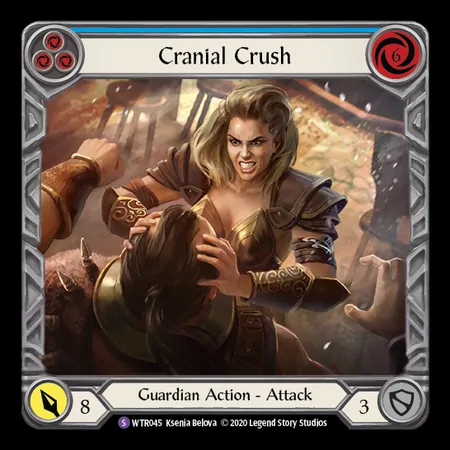 Cranial Crush
6
Guardian Action - Attack
8
3
S WTR045 Ksenia Belova © 2020 Legend Story Studios